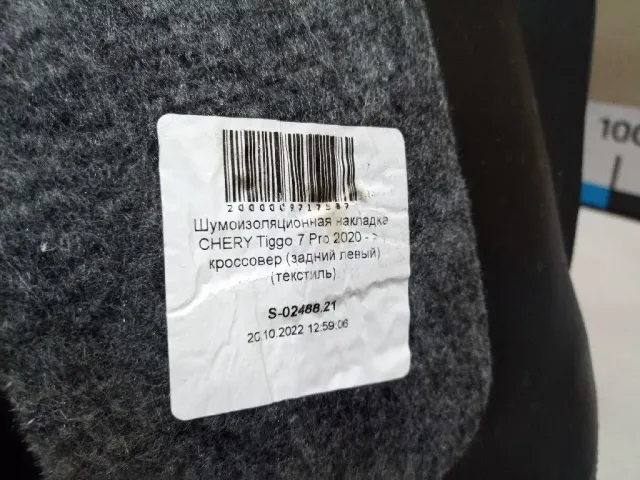 2000009717587
Шумоизоляционная накладка
CHERY Tiggo 7 Pro 2020 - >
кроссовер (задний левый)
(текстиль)
S-02488.21
20.10.2022 12:59:06
100